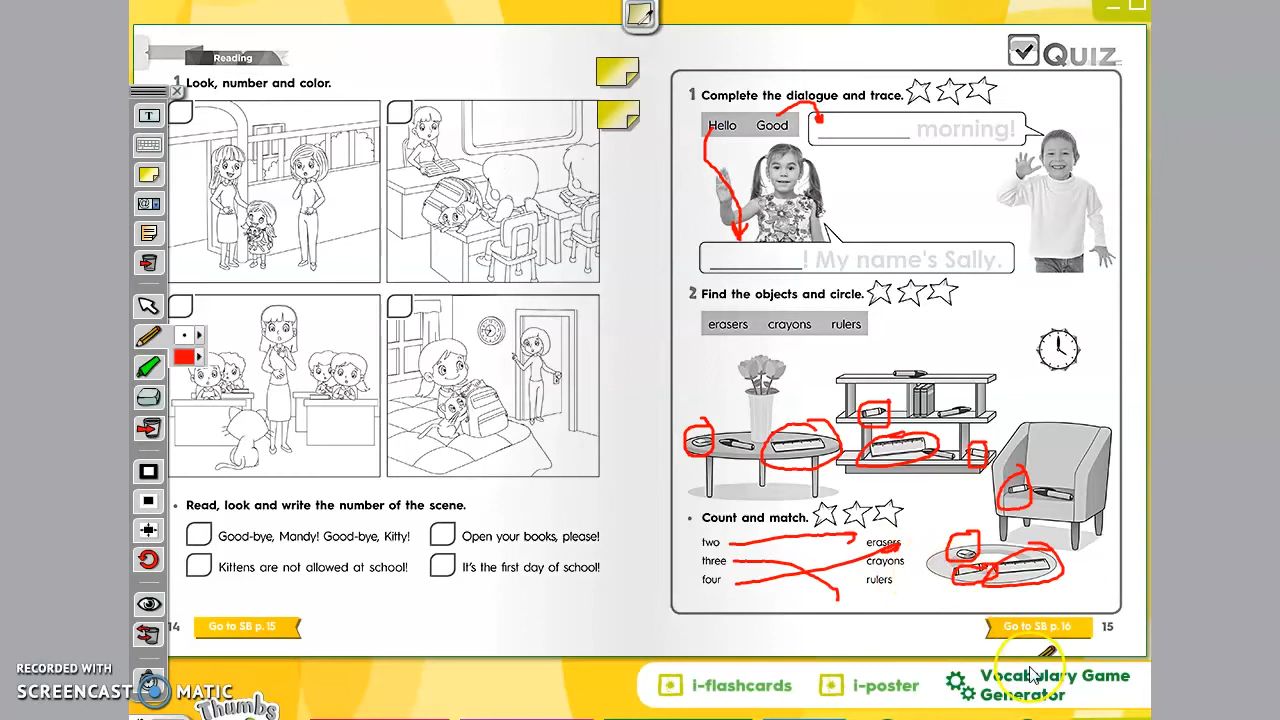 Reading
1 Look, number and color.
• Read, look and write the number of the scene.
Good-bye, Mandy! Good-bye, Kitty!
Open your books, please!
Kittens are not allowed at school!
It's the first day of school!
14
Go to SB p.15
QUIZ
1 Complete the dialogue and trace.
Hello Good
__________ morning!
__________! My name's Sally.
2 Find the objects and circle.
erasers crayons rulers
• Count and match.
two erasers
three crayons
four rulers
Go to SB p.16
15
T
@
i-flashcards
i-poster
Vocabulary Game
Generator
RECORDED WITH
SCREENCAST MATIC
Thumbs